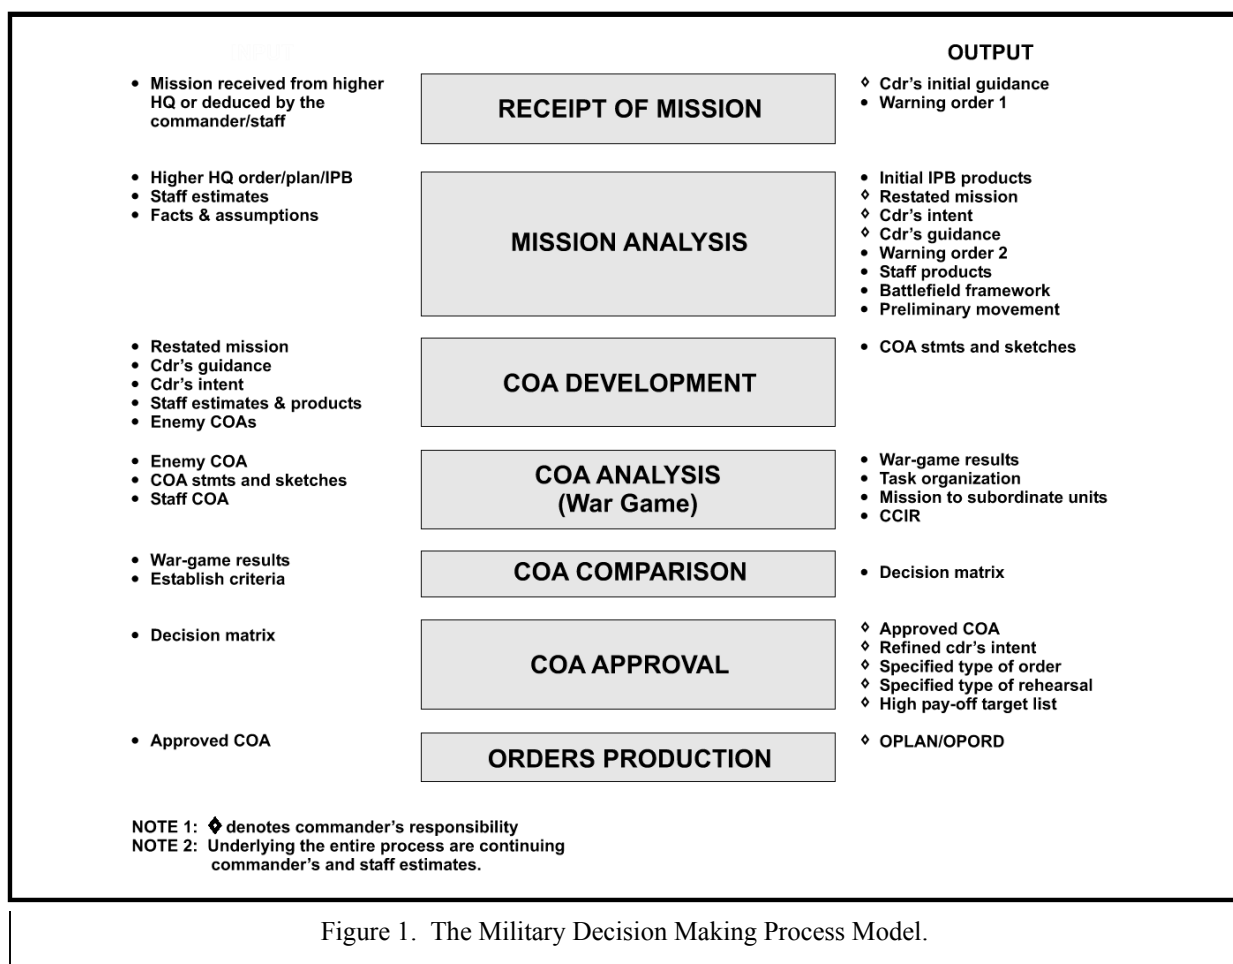 OUTPUT
• Mission received from higher
HQ or deduced by the
commander/staff
RECEIPT OF MISSION
◊ Cdr's initial guidance
• Warning order 1
• Higher HQ order/plan/IPB
• Staff estimates
• Facts & assumptions
MISSION ANALYSIS
• Initial IPB products
◊ Restated mission
◊ Cdr's intent
◊ Cdr's guidance
• Warning order 2
• Staff products
• Battlefield framework
• Preliminary movement
• Restated mission
• Cdr's guidance
• Cdr's intent
• Staff estimates & products
• Enemy COAs
COA DEVELOPMENT
• COA stmts and sketches
• Enemy COA
• COA stmts and sketches
• Staff COA
COA ANALYSIS
(War Game)
• War-game results
• Task organization
• Mission to subordinate units
• CCIR
• War-game results
• Establish criteria
COA COMPARISON
• Decision matrix
• Decision matrix
COA APPROVAL
◊ Approved COA
◊ Refined cdr's intent
◊ Specified type of order
◊ Specified type of rehearsal
◊ High pay-off target list
• Approved COA
ORDERS PRODUCTION
◊ OPLAN/OPORD
NOTE 1: ◊ denotes commander's responsibility
NOTE 2: Underlying the entire process are continuing
commander's and staff estimates.
Figure 1. The Military Decision Making Process Model.